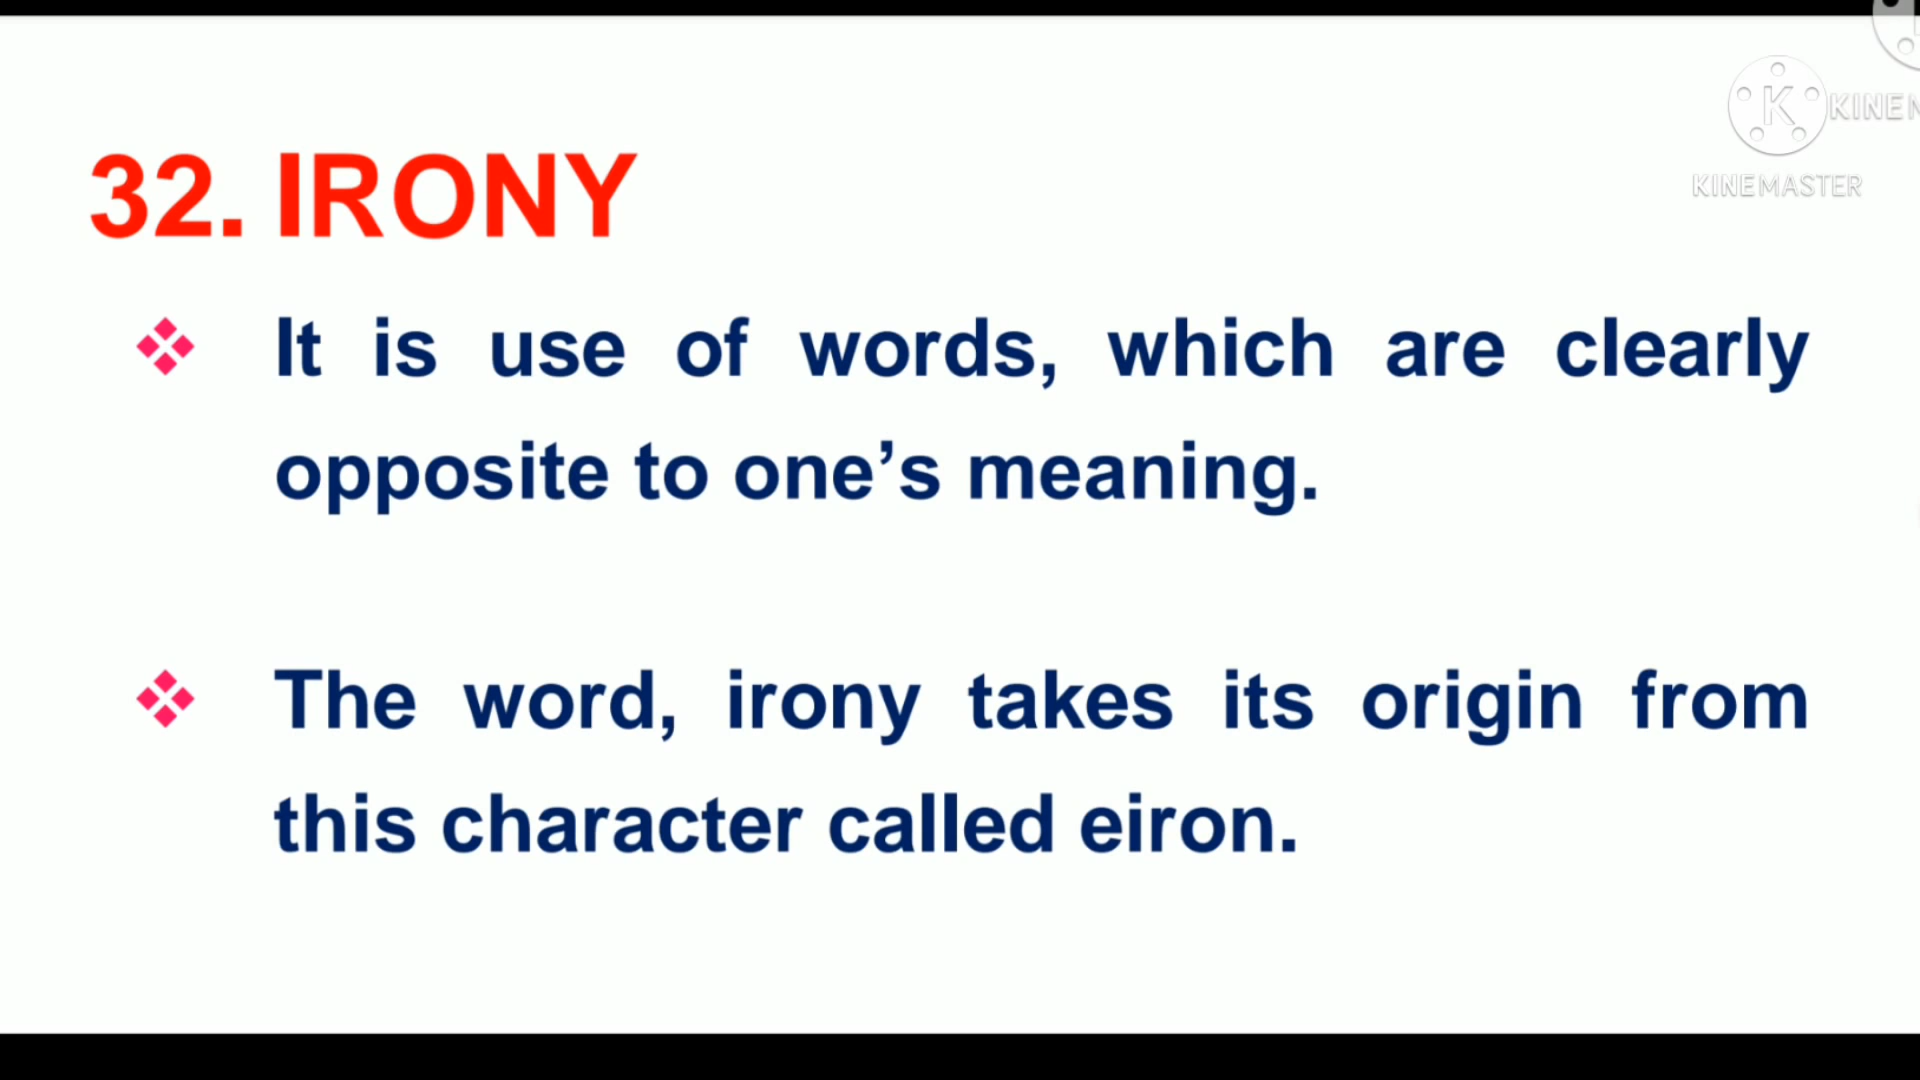 K
KINEM
KINEMASTER
32. IRONY
It is use of words, which are clearly
opposite to one’s meaning.
The word, irony takes its origin from
this character called eiron.